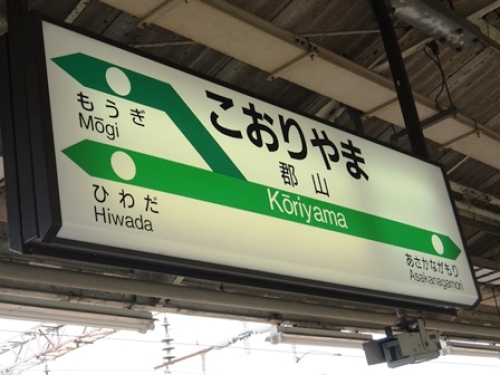 こおりやま
郡山
Kōriyama
もうぎ
Mōgi
ひわだ
Hiwada
あさかながもり
Asakanagamori